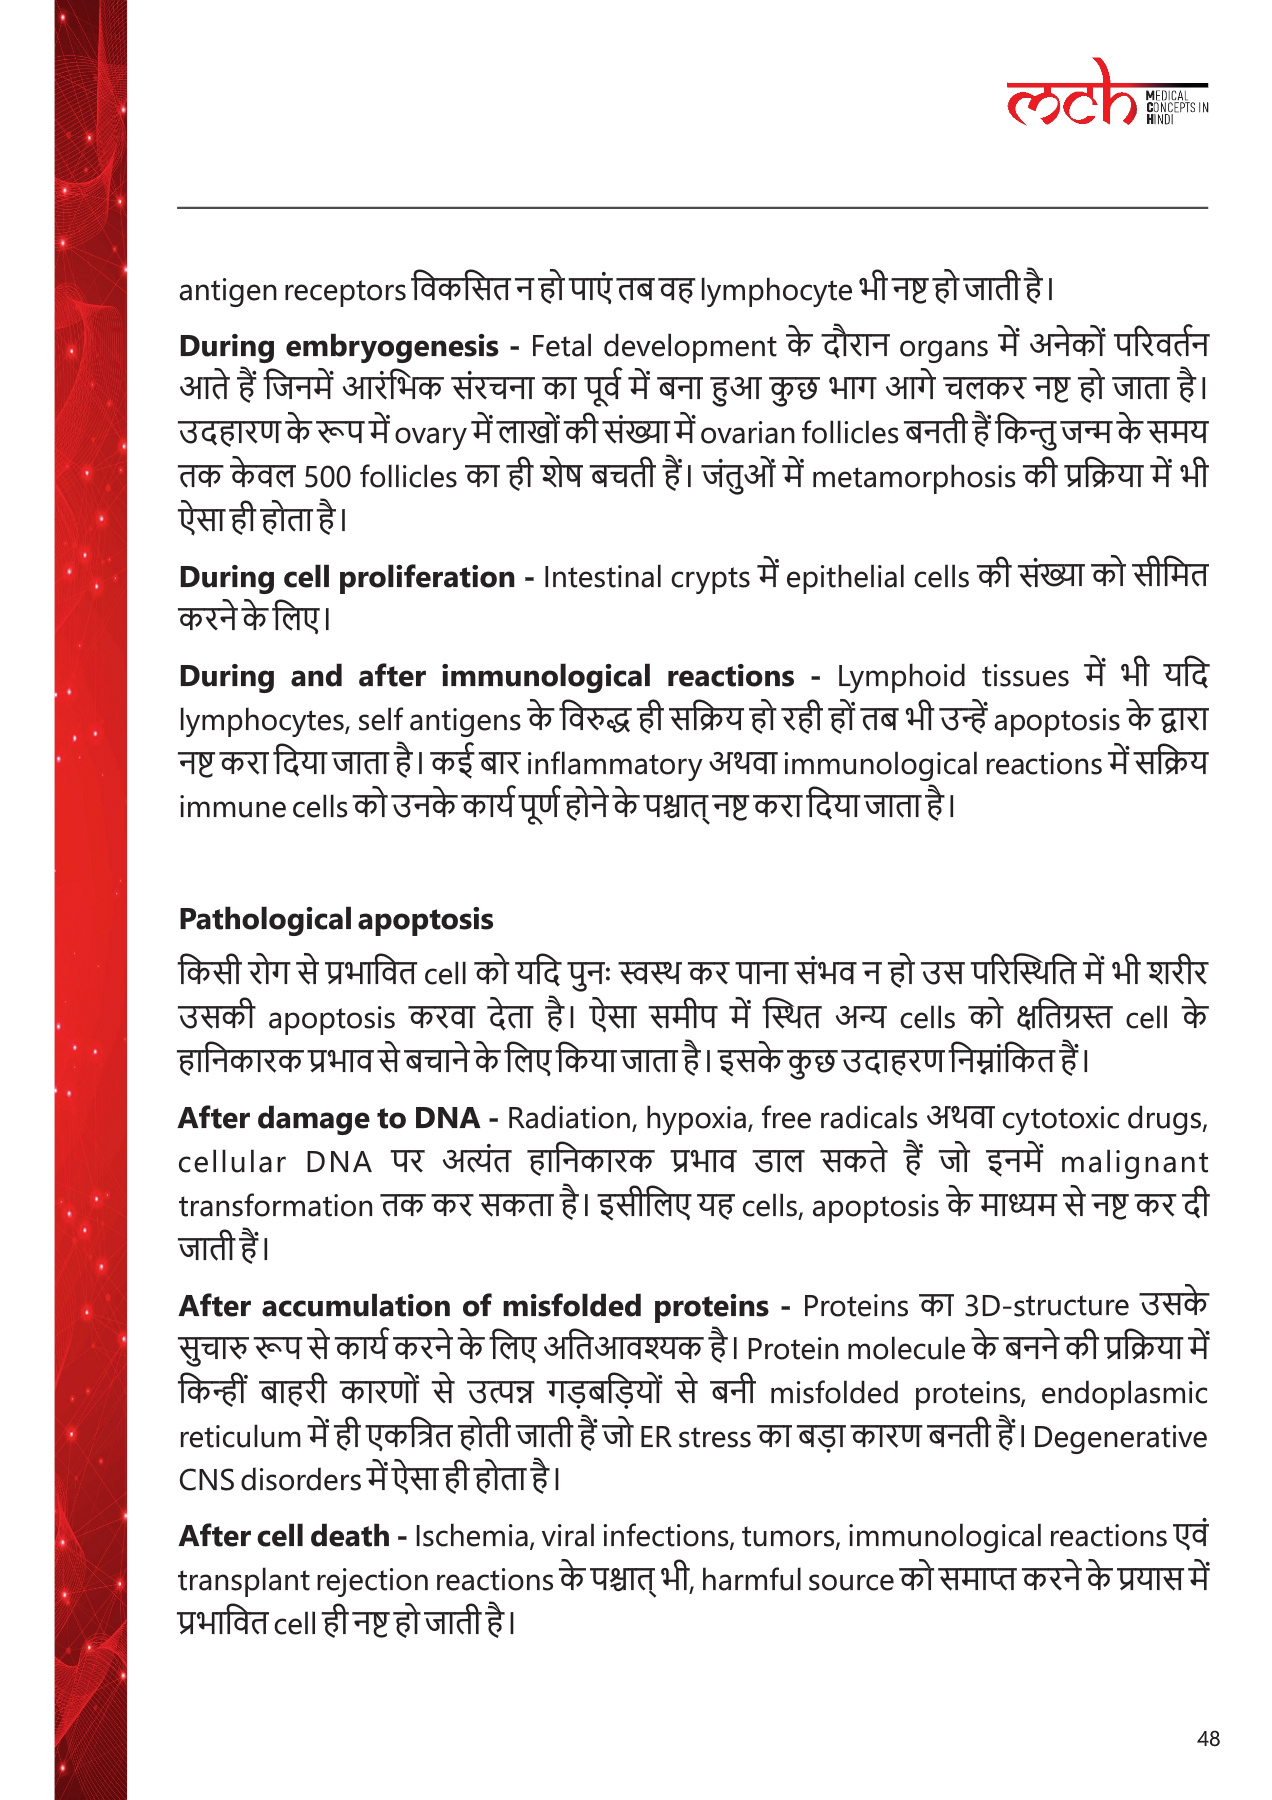 mch
MEDICAL
CONCEPTS IN
HINDI
antigen receptors विकसित न हो पाएं तब वह lymphocyte भी नष्ट हो जाती है।
During embryogenesis - Fetal development के दौरान organs में अनेकों परिवर्तन
आते हैं जिनमें आरंभिक संरचना का पूर्व में बना हुआ कुछ भाग आगे चलकर नष्ट हो जाता है।
उदहारण के रूप में ovary में लाखों की संख्या में ovarian follicles बनती हैं किन्तु जन्म के समय
तक केवल 500 follicles का ही शेष बचती हैं। जंतुओं में metamorphosis की प्रक्रिया में भी
ऐसा ही होता है।
During cell proliferation - Intestinal crypts में epithelial cells की संख्या को सीमित
करने के लिए।
During and after immunological reactions - Lymphoid tissues में भी यदि
lymphocytes, self antigens के विरुद्ध ही सक्रिय हो रही हों तब भी उन्हें apoptosis के द्वारा
नष्ट करा दिया जाता है। कई बार inflammatory अथवा immunological reactions में सक्रिय
immune cells को उनके कार्य पूर्ण होने के पश्चात् नष्ट करा दिया जाता है।
Pathological apoptosis
किसी रोग से प्रभावित cell को यदि पुनः स्वस्थ कर पाना संभव न हो उस परिस्थिति में भी शरीर
उसकी apoptosis करवा देता है। ऐसा समीप में स्थित अन्य cells को क्षतिग्रस्त cell के
हानिकारक प्रभाव से बचाने के लिए किया जाता है। इसके कुछ उदाहरण निम्नांकित हैं।
After damage to DNA - Radiation, hypoxia, free radicals अथवा cytotoxic drugs,
cellular DNA पर अत्यंत हानिकारक प्रभाव डाल सकते हैं जो इनमें malignant
transformation तक कर सकता है। इसीलिए यह cells, apoptosis के माध्यम से नष्ट कर दी
जाती हैं।
After accumulation of misfolded proteins - Proteins का 3D-structure उसके
सुचारु रूप से कार्य करने के लिए अतिआवश्यक है। Protein molecule के बनने की प्रक्रिया में
किन्हीं बाहरी कारणों से उत्पन्न गड़बड़ियों से बनी misfolded proteins, endoplasmic
reticulum में ही एकत्रित होती जाती हैं जो ER stress का बड़ा कारण बनती हैं। Degenerative
CNS disorders में ऐसा ही होता है।
After cell death - Ischemia, viral infections, tumors, immunological reactions एवं
transplant rejection reactions के पश्चात् भी, harmful source को समाप्त करने के प्रयास में
प्रभावित cell ही नष्ट हो जाती है।
48